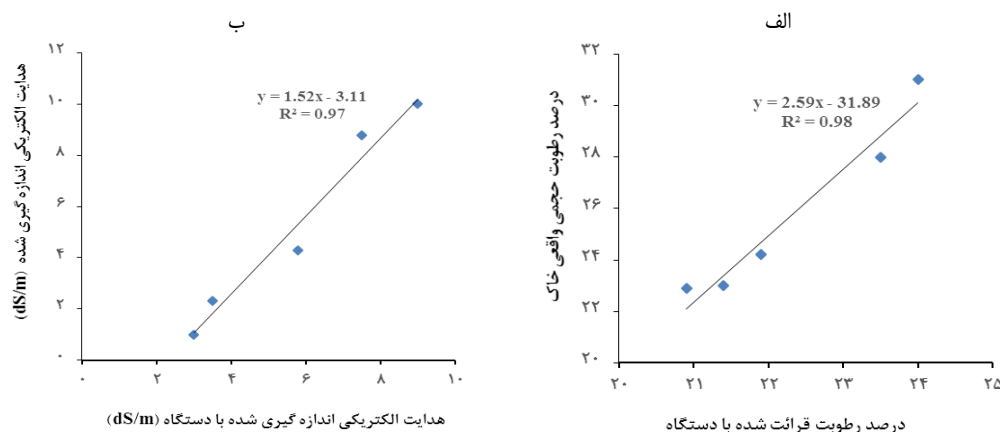 الف
درصد رطوبت حجمی واقعی خاک
۳۲
۳۰
۲۸
۲۶
۲۴
۲۲
۲۰
y = 2.59x - 31.89
R² = 0.98
۲۰ ۲۱ ۲۲ ۲۳ ۲۴ ۲۵
درصد رطوبت قرائت شده با دستگاه
ب
هدایت الکتریکی اندازه گیری شده
(dS/m)
۱۲
۱۰
۸
۶
۴
۲
۰
y = 1.52x - 3.11
R² = 0.97
۰ ۲ ۴ ۶ ۸ ۱۰
هدایت الکتریکی اندازه گیری شده با دستگاه (dS/m)